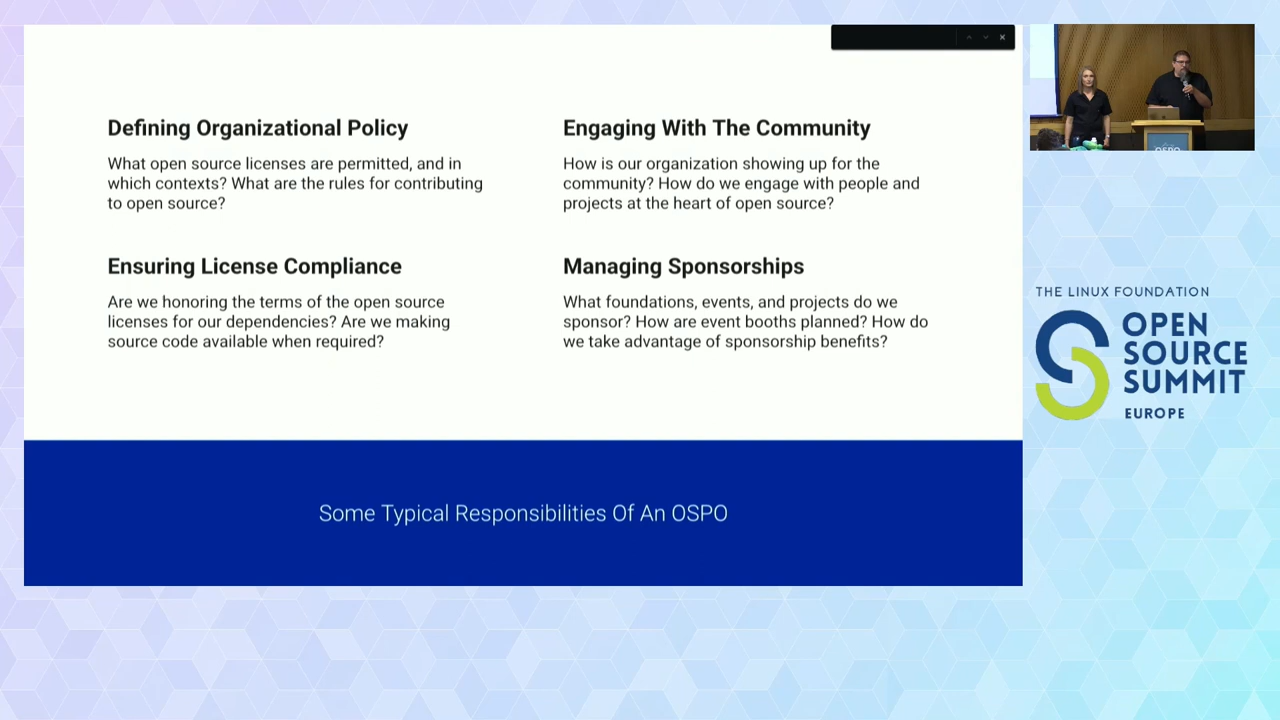 Defining Organizational Policy
What open source licenses are permitted, and in
which contexts? What are the rules for contributing
to open source?
Ensuring License Compliance
Are we honoring the terms of the open source
licenses for our dependencies? Are we making
source code available when required?
Engaging With The Community
How is our organization showing up for the
community? How do we engage with people and
projects at the heart of open source?
Managing Sponsorships
What foundations, events, and projects do we
sponsor? How are event booths planned? How do
we take advantage of sponsorship benefits?
Some Typical Responsibilities Of An OSPO
OSPO
THE LINUX FOUNDATION
OPEN
SOURCE
SUMMIT
EUROPE